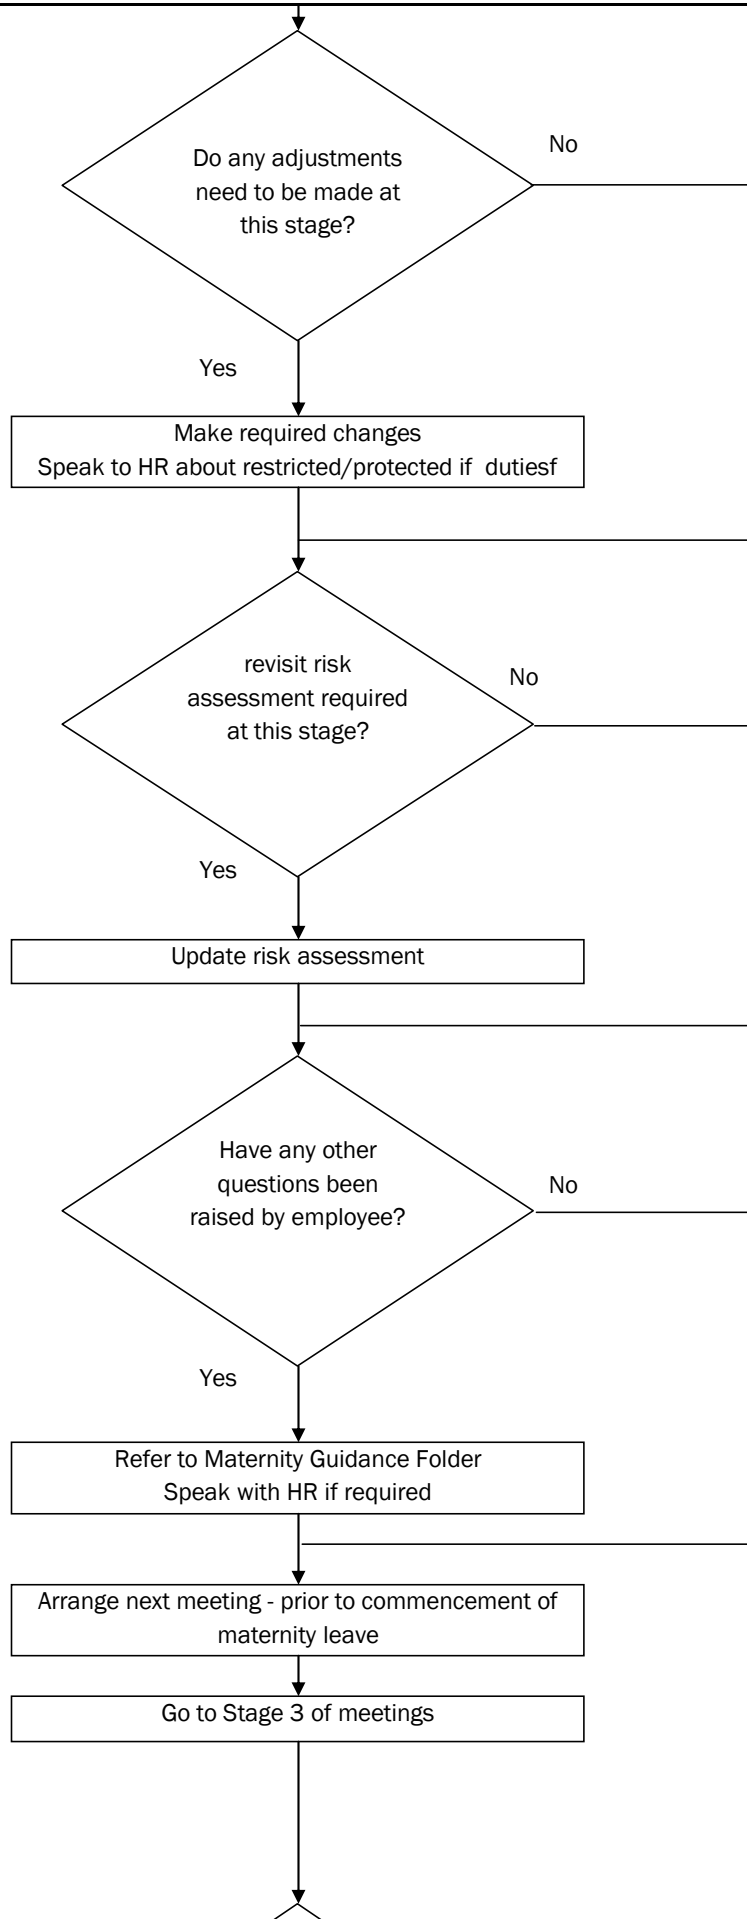 Do any adjustments
need to be made at
this stage?
No
Yes
Make required changes
Speak to HR about restricted/protected if  dutiesf
revisit risk
assessment required
at this stage?
No
Yes
Update risk assessment
Have any other
questions been
raised by employee?
No
Yes
Refer to Maternity Guidance Folder
Speak with HR if required
Arrange next meeting - prior to commencement of
maternity leave
Go to Stage 3 of meetings